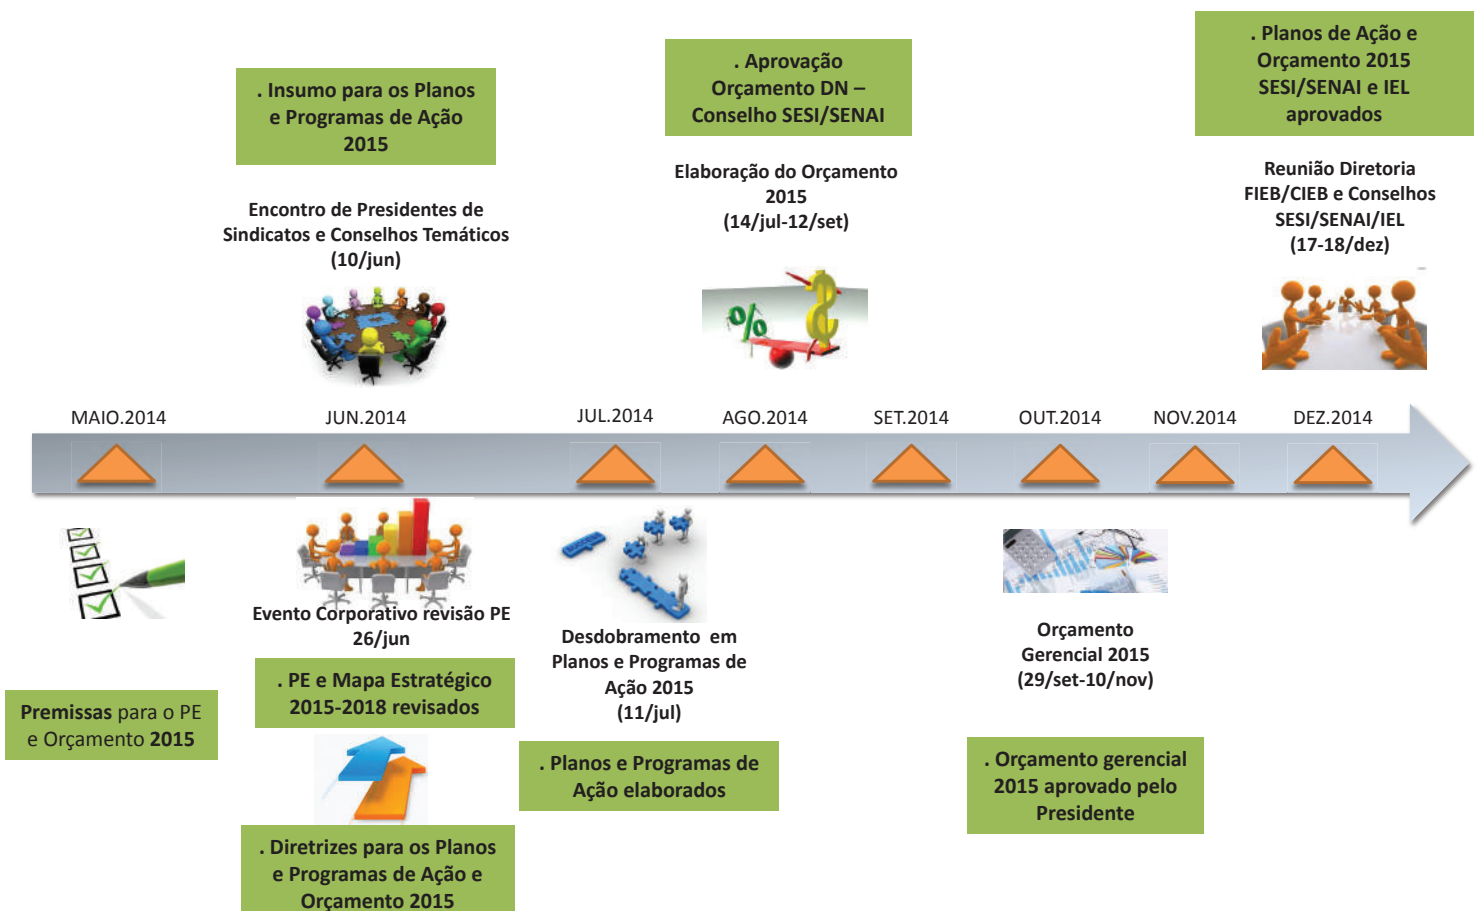 . Insumo para os Planos
e Programas de Ação
2015
Encontro de Presidentes de
Sindicatos e Conselhos Temáticos
(10/jun)
. Aprovação
Orçamento DN –
Conselho SESI/SENAI
Elaboração do Orçamento
2015
(14/jul-12/set)
. Planos de Ação e
Orçamento 2015
SESI/SENAI e IEL
aprovados
Reunião Diretoria
FIEB/CIEB e Conselhos
SESI/SENAI/IEL
(17-18/dez)
MAIO.2014
JUN.2014
JUL.2014
AGO.2014
SET.2014
OUT.2014
NOV.2014
DEZ.2014
Premissas para o PE
e Orçamento 2015
Evento Corporativo revisão PE
26/jun
. PE e Mapa Estratégico
2015-2018 revisados
. Diretrizes para os Planos
e Programas de Ação e
Orçamento 2015
Desdobramento em
Planos e Programas de
Ação 2015
(11/jul)
. Planos e Programas de
Ação elaborados
Orçamento
Gerencial 2015
(29/set-10/nov)
. Orçamento gerencial
2015 aprovado pelo
Presidente